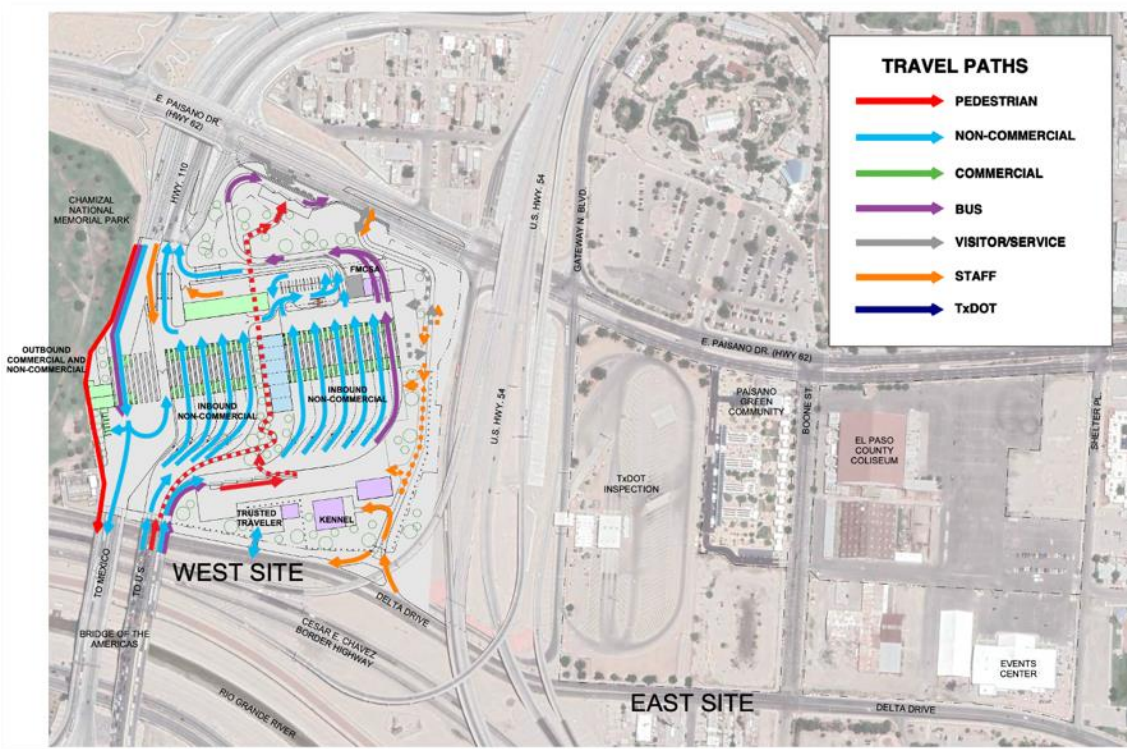 TRAVEL PATHS
PEDESTRIAN
NON-COMMERCIAL
COMMERCIAL
BUS
VISITOR/SERVICE
STAFF
TxDOT
E. PAISANO DR.
(HWY 62)
HWY. 110
CHAMIZAL
NATIONAL
MEMORIAL PARK
U.S. HWY. 54
GATEWAY N. BLVD.
FMCSA
OUTBOUND
COMMERCIAL AND
NON-COMMERCIAL
INBOUND
NON-COMMERCIAL
INBOUND
NON-COMMERCIAL
E. PAISANO DR. (HWY 62)
PAISANO
GREEN
COMMUNITY
BOONE ST.
SHELTER PL.
U.S. HWY. 54
EL PASO
COUNTY
COLISEUM
TxDOT
INSPECTION
TRUSTED
TRAVELER
KENNEL
TO MEXICO
TO U.S.
WEST SITE
DELTA DRIVE
CESAR E. CHAVEZ
BORDER HIGHWAY
BRIDGE OF THE
AMERICAS
RIO GRANDE RIVER
EVENTS
CENTER
EAST SITE
DELTA DRIVE